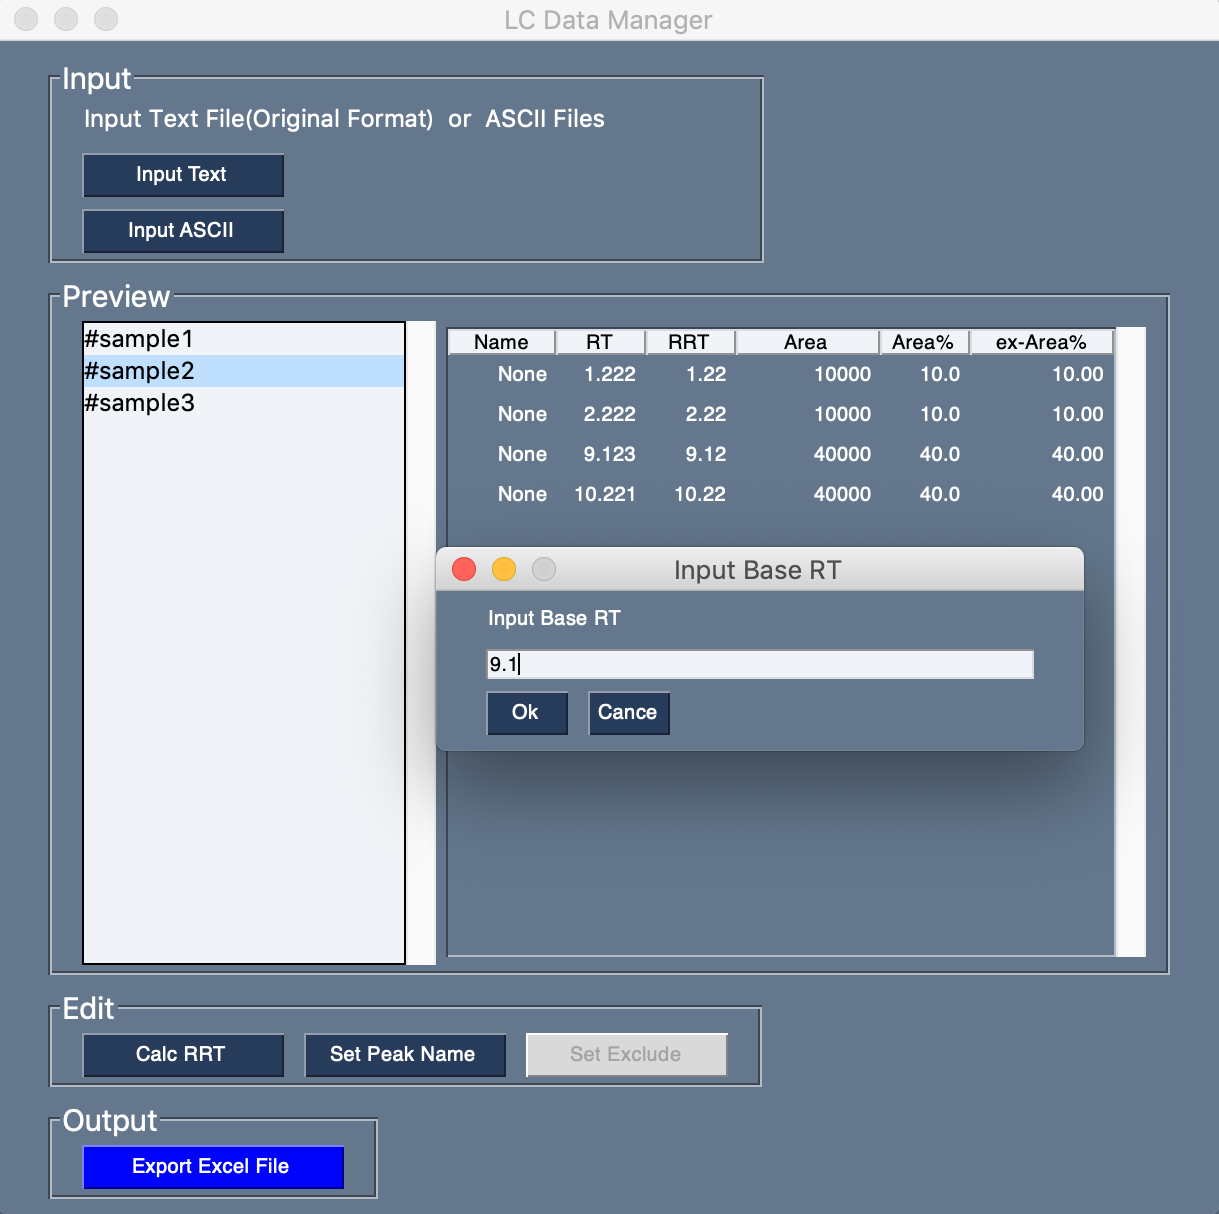 LC Data Manager
Input
Input Text File(Original Format)  or  ASCII Files
Input Text
Input ASCII
Preview
#sample1
#sample2
#sample3
Name RT RRT Area Area% ex-Area%
None 1.222 1.22 10000 10.0 10.00
None 2.222 2.22 10000 10.0 10.00
None 9.123 9.12 40000 40.0 40.00
None 10.221 10.22 40000 40.0 40.00
Input Base RT
Input Base RT
9.1
Ok Cance
Edit
Calc RRT Set Peak Name Set Exclude
Output
Export Excel File